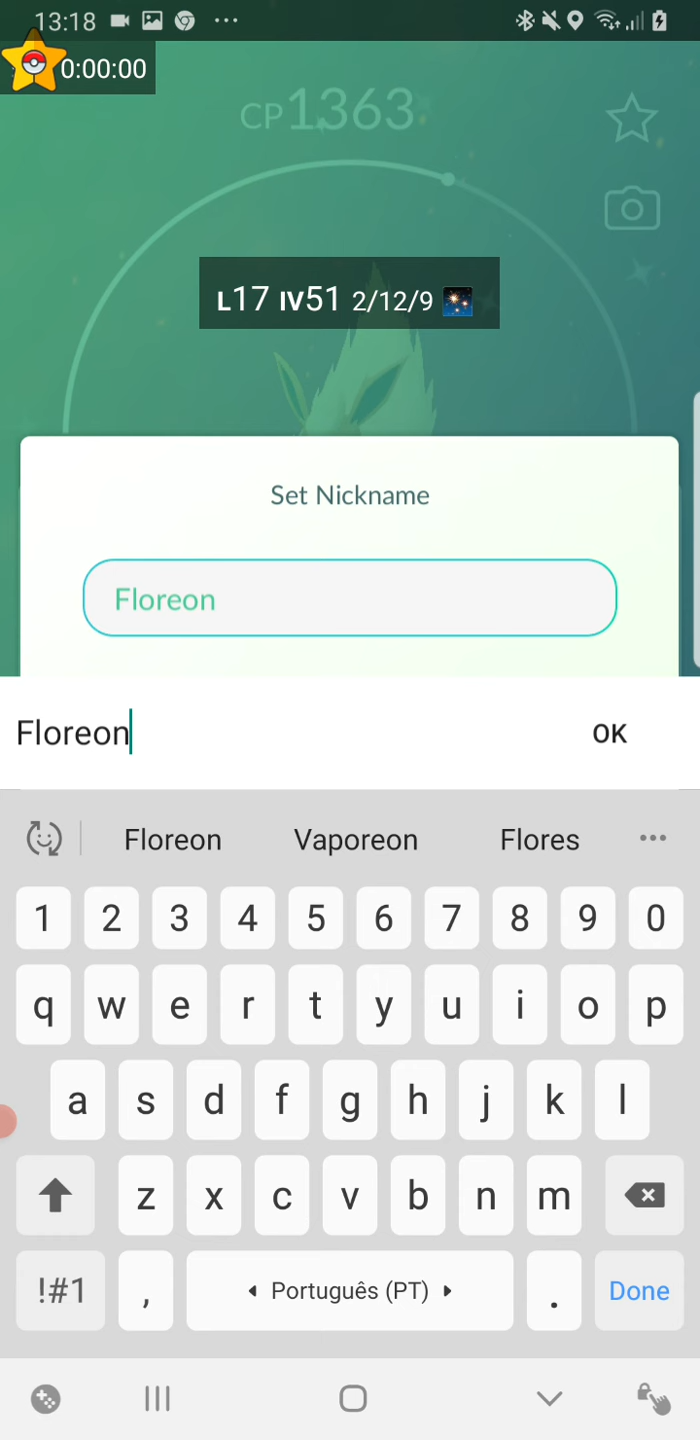 13:18
0:00:00
CP1363
L17 IV51 2/12/9
Set Nickname
Floreon
Floreon OK
Floreon Vaporeon Flores
1 2 3 4 5 6 7 8 9 0
q w e r t y u i o p
a s d f g h j k l
z x c v b n m
!#1 , Português (PT) . Done